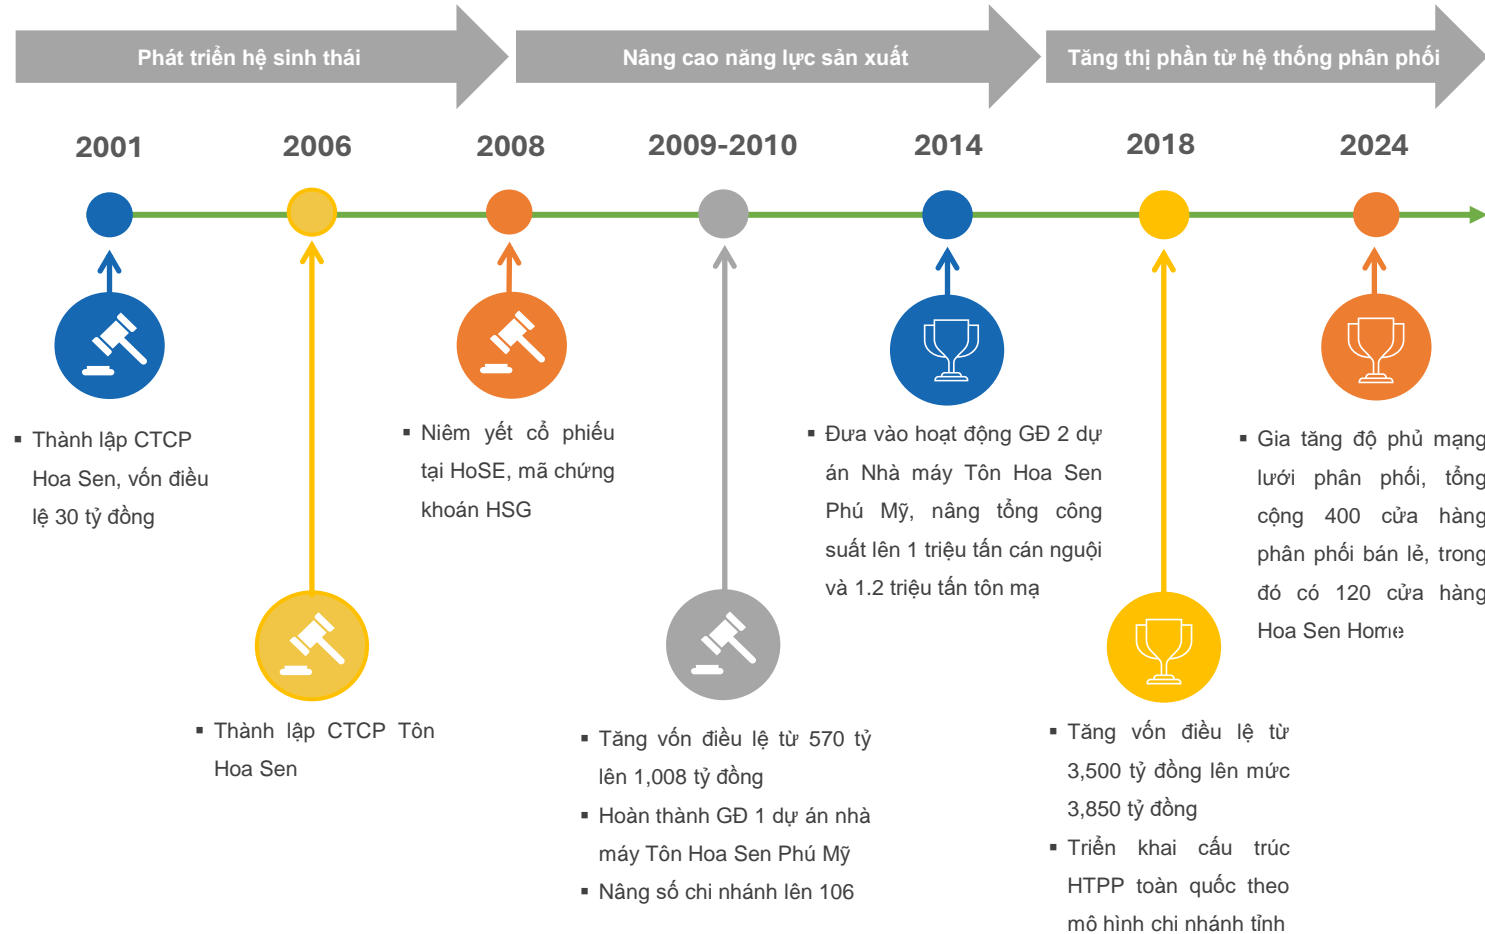 Phát triển hệ sinh thái
Nâng cao năng lực sản xuất
Tăng thị phần từ hệ thống phân phối
2001
2006
2008
2009-2010
2014
2018
2024
▪ Thành lập CTCP
Hoa Sen, vốn điều
lệ 30 tỷ đồng
▪ Thành lập CTCP Tôn
Hoa Sen
▪ Niêm yết cổ phiếu
tại HoSE, mã chứng
khoán HSG
▪ Tăng vốn điều lệ từ 570 tỷ
lên 1,008 tỷ đồng
▪ Hoàn thành GĐ 1 dự án nhà
máy Tôn Hoa Sen Phú Mỹ
▪ Nâng số chi nhánh lên 106
▪ Đưa vào hoạt động GĐ 2 dự
án Nhà máy Tôn Hoa Sen
Phú Mỹ, nâng tổng công
suất lên 1 triệu tấn cán nguội
và 1.2 triệu tấn tôn mạ
▪ Tăng vốn điều lệ từ
3,500 tỷ đồng lên mức
3,850 tỷ đồng
▪ Triển khai cấu trúc
HTPP toàn quốc theo
mô hình chi nhánh tỉnh
▪ Gia tăng độ phủ mạng
lưới phân phối, tổng
cộng 400 cửa hàng
phân phối bán lẻ, trong
đó có 120 cửa hàng
Hoa Sen Home